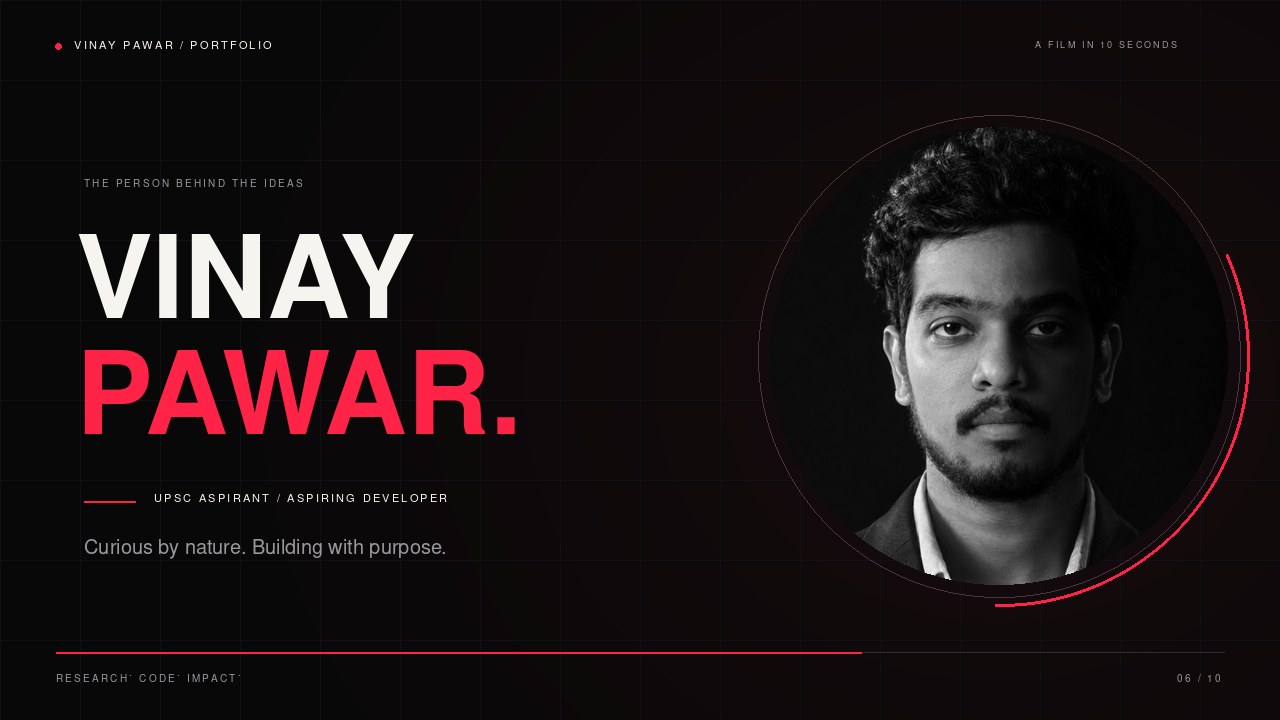 VINAY PAWAR / PORTFOLIO
A FILM IN 10 SECONDS
THE PERSON BEHIND THE IDEAS
VINAY
PAWAR.
UPSC ASPIRANT / ASPIRING DEVELOPER
Curious by nature. Building with purpose.
RESEARCH˙ CODE˙ IMPACT˙
06 / 10